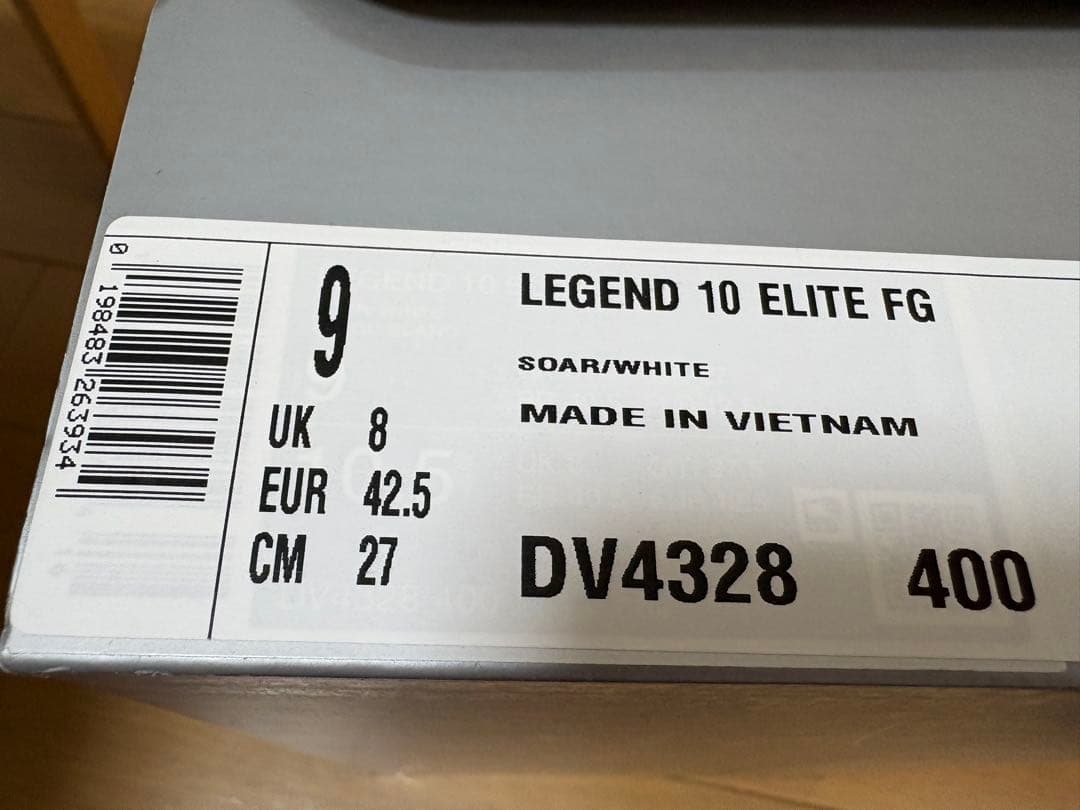 0 198483 263934
9
UK 8
EUR 42.5
CM 27
LEGEND 10 ELITE FG
SOAR/WHITE
MADE IN VIETNAM
DV4328 400